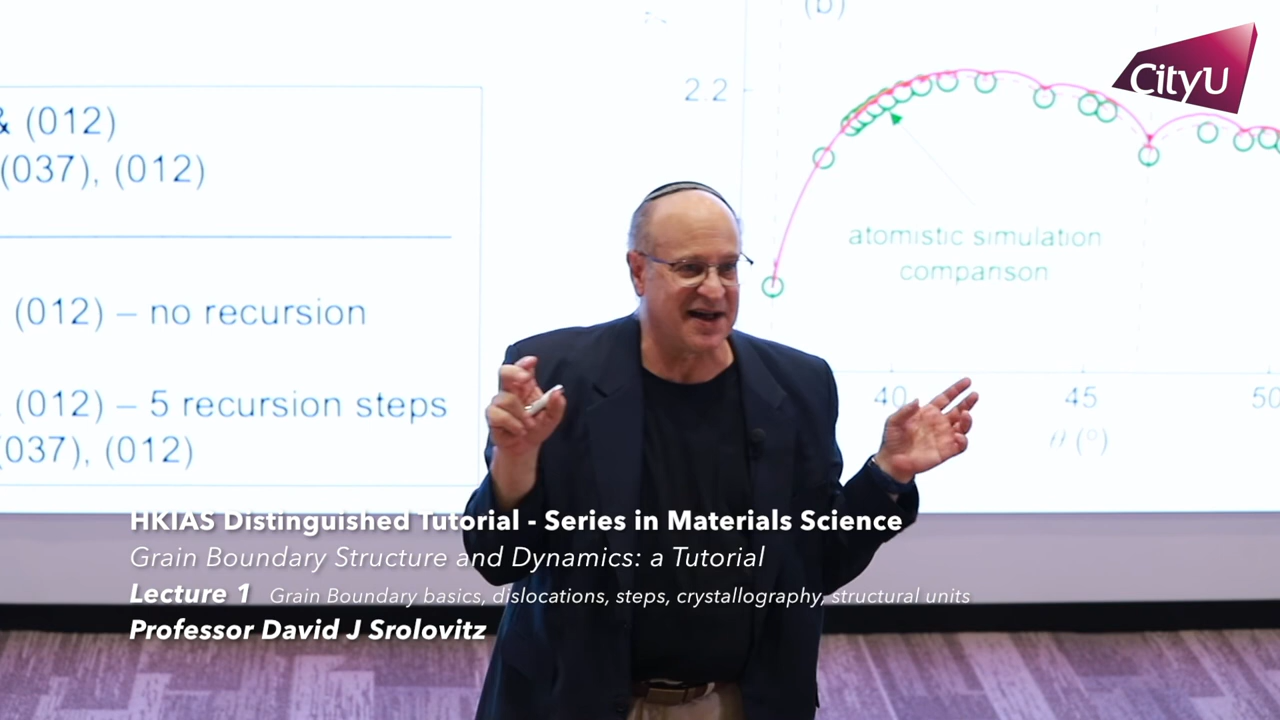 & (012)
(037), (012)
(012) – no recursion
(012) – 5 recursion steps
(037), (012)
(b)
2.2
atomistic simulation
comparison
40 45 50
θ (°)
CityU
HKIAS Distinguished Tutorial - Series in Materials Science
Grain Boundary Structure and Dynamics: a Tutorial
Lecture 1 Grain Boundary basics, dislocations, steps, crystallography, structural units
Professor David J Srolovitz